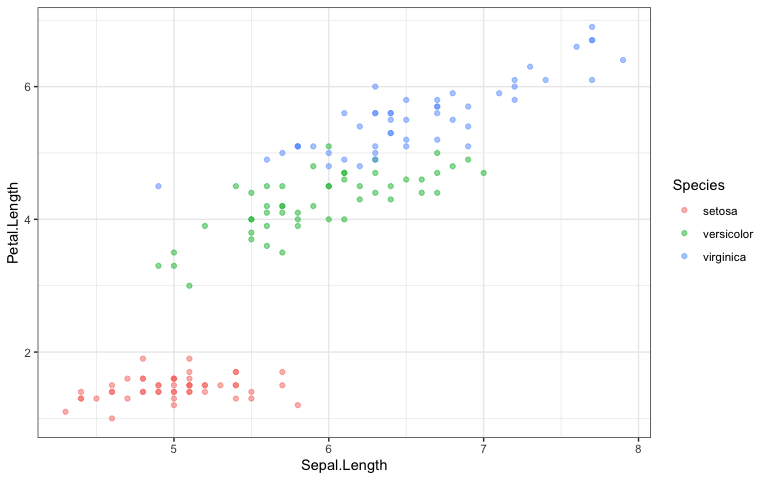 6
4
2
Petal.Length
5 6 7 8
Sepal.Length
Species
setosa
versicolor
virginica